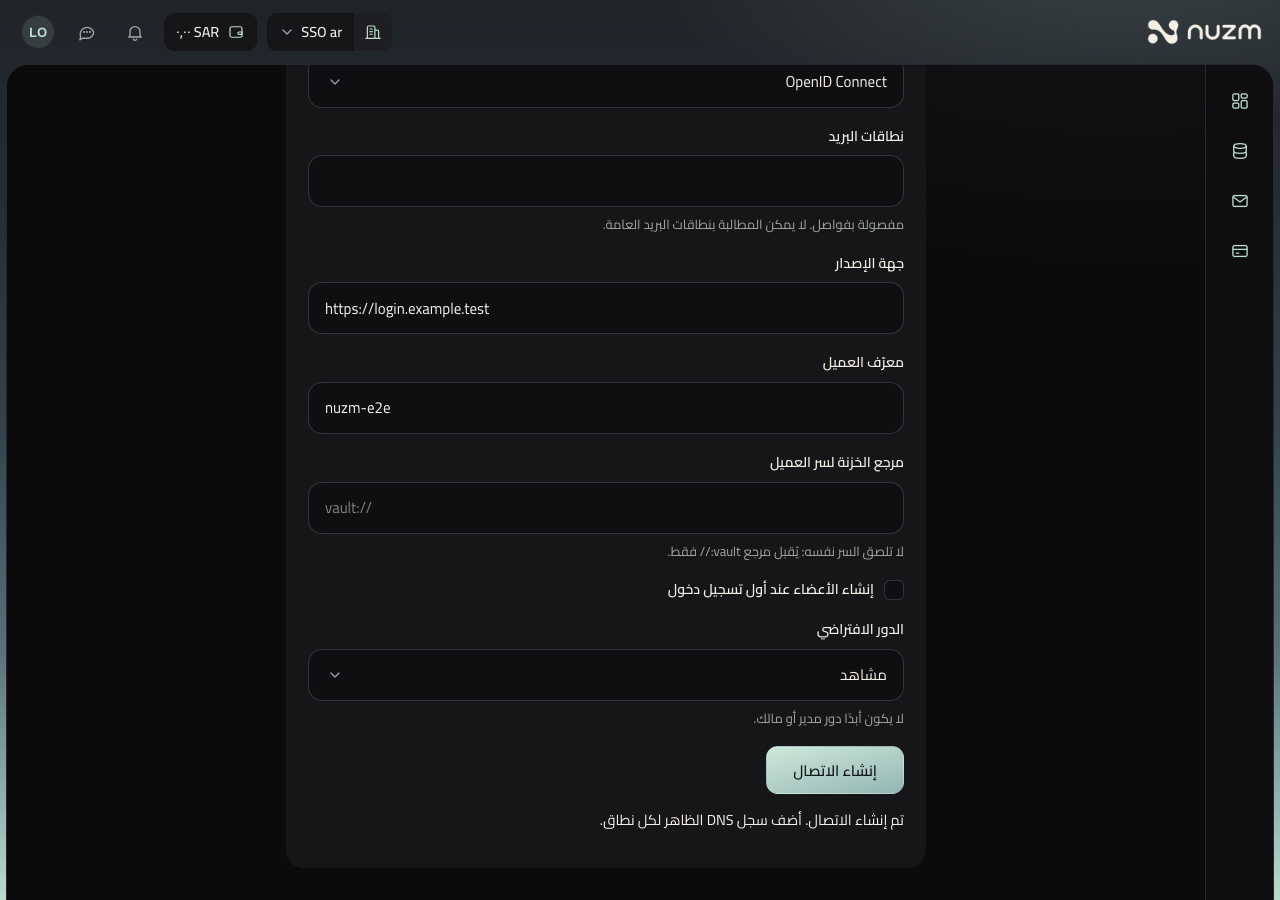 nuzm
SSO ar
٠٫٠٠ SAR
LO
OpenID Connect
نطاقات البريد
مفصولة بفواصل. لا يمكن المطالبة بنطاقات البريد العامة.
جهة الإصدار
https://login.example.test
معرّف العميل
nuzm-e2e
مرجع الخزنة لسر العميل
vault://
لا تلصق السر نفسه: يُقبل مرجع vault:// فقط.
إنشاء الأعضاء عند أول تسجيل دخول
الدور الافتراضي
مشاهد
لا يكون أبدًا دور مدير أو مالك.
إنشاء الاتصال
تم إنشاء الاتصال. أضف سجل DNS الظاهر لكل نطاق.